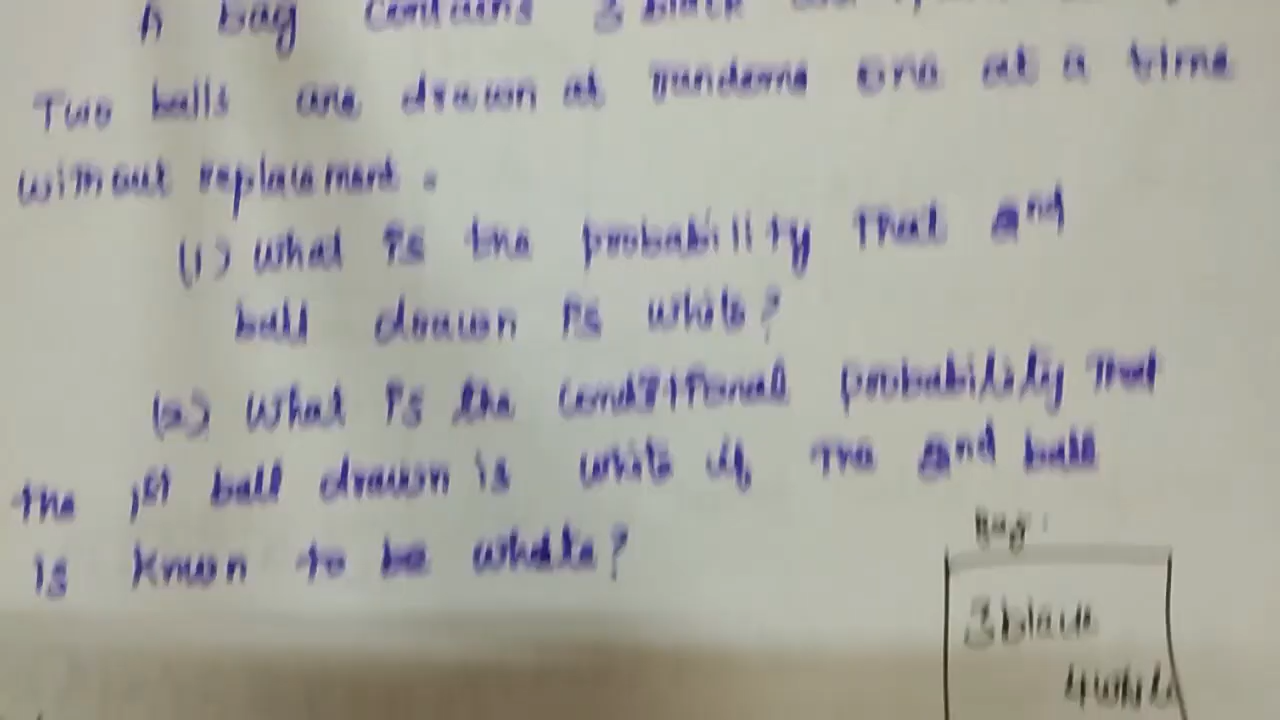 A bag contains 3 black
Two balls are drawn at randome one at a time
without replacement.
(1) What is the probability that 2nd
ball drawn is white?
(2) What is the conditional probability that
the 1st ball drawn is white if the 2nd ball
is known to be white?
Bag:
3 black
4 white